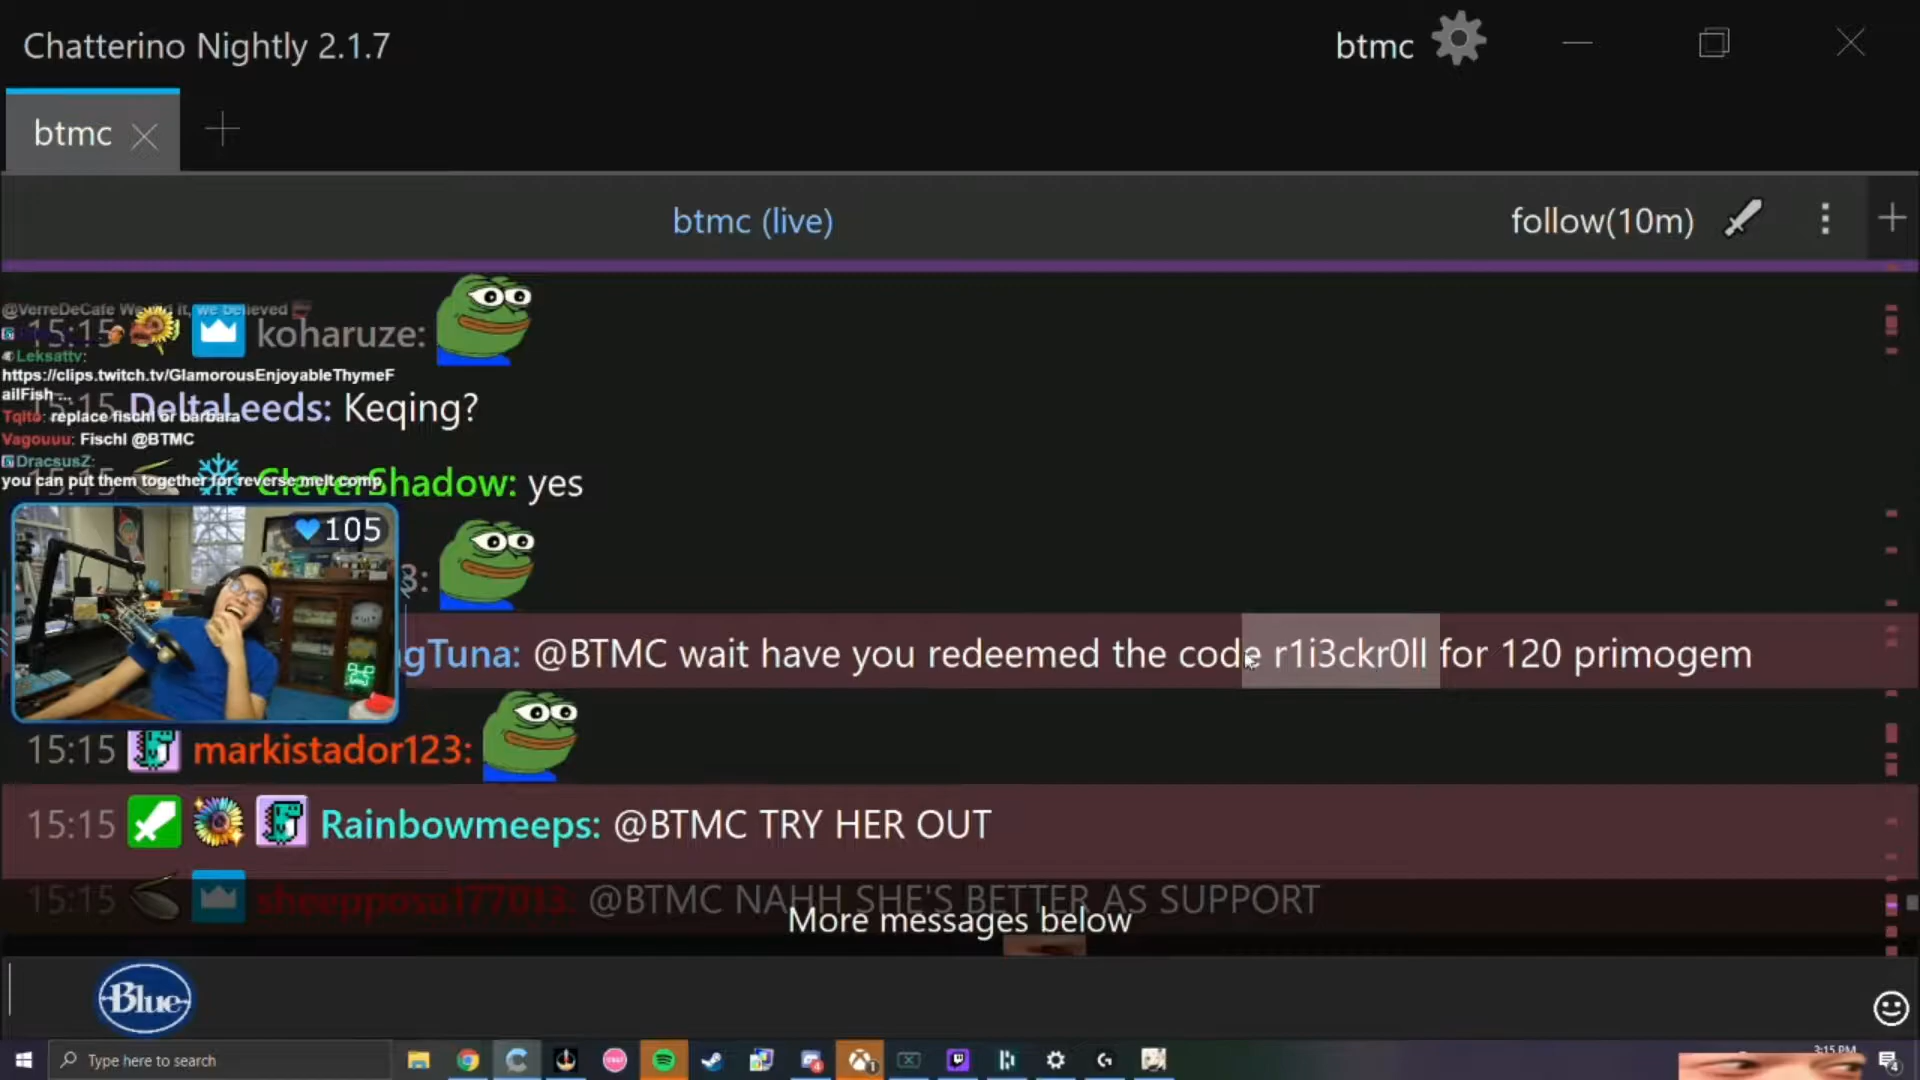 Chatterino Nightly 2.1.7
btmc
btmc
btmc (live)
follow(10m)
@VerreDeCafe We did it, we believed
15:15 koharuze:
Leksattv:
https://clips.twitch.tv/GlamorousEnjoyableThymeF
ailFish ...
15:15 DeltaLeeds: Keqing?
Tqito: replace fischl or barbara
Vagouuu: Fischl @BTMC
DracsusZ:
15:15 CleverShadow: yes
you can put them together for reverse melt comp
105
3:
gTuna: @BTMC wait have you redeemed the code r1i3ckr0ll for 120 primogem
15:15 markistador123:
15:15 Rainbowmeeps: @BTMC TRY HER OUT
15:15 sheepposu177013: @BTMC NAHH SHE'S BETTER AS SUPPORT
More messages below
Blue
Type here to search
3:15 PM